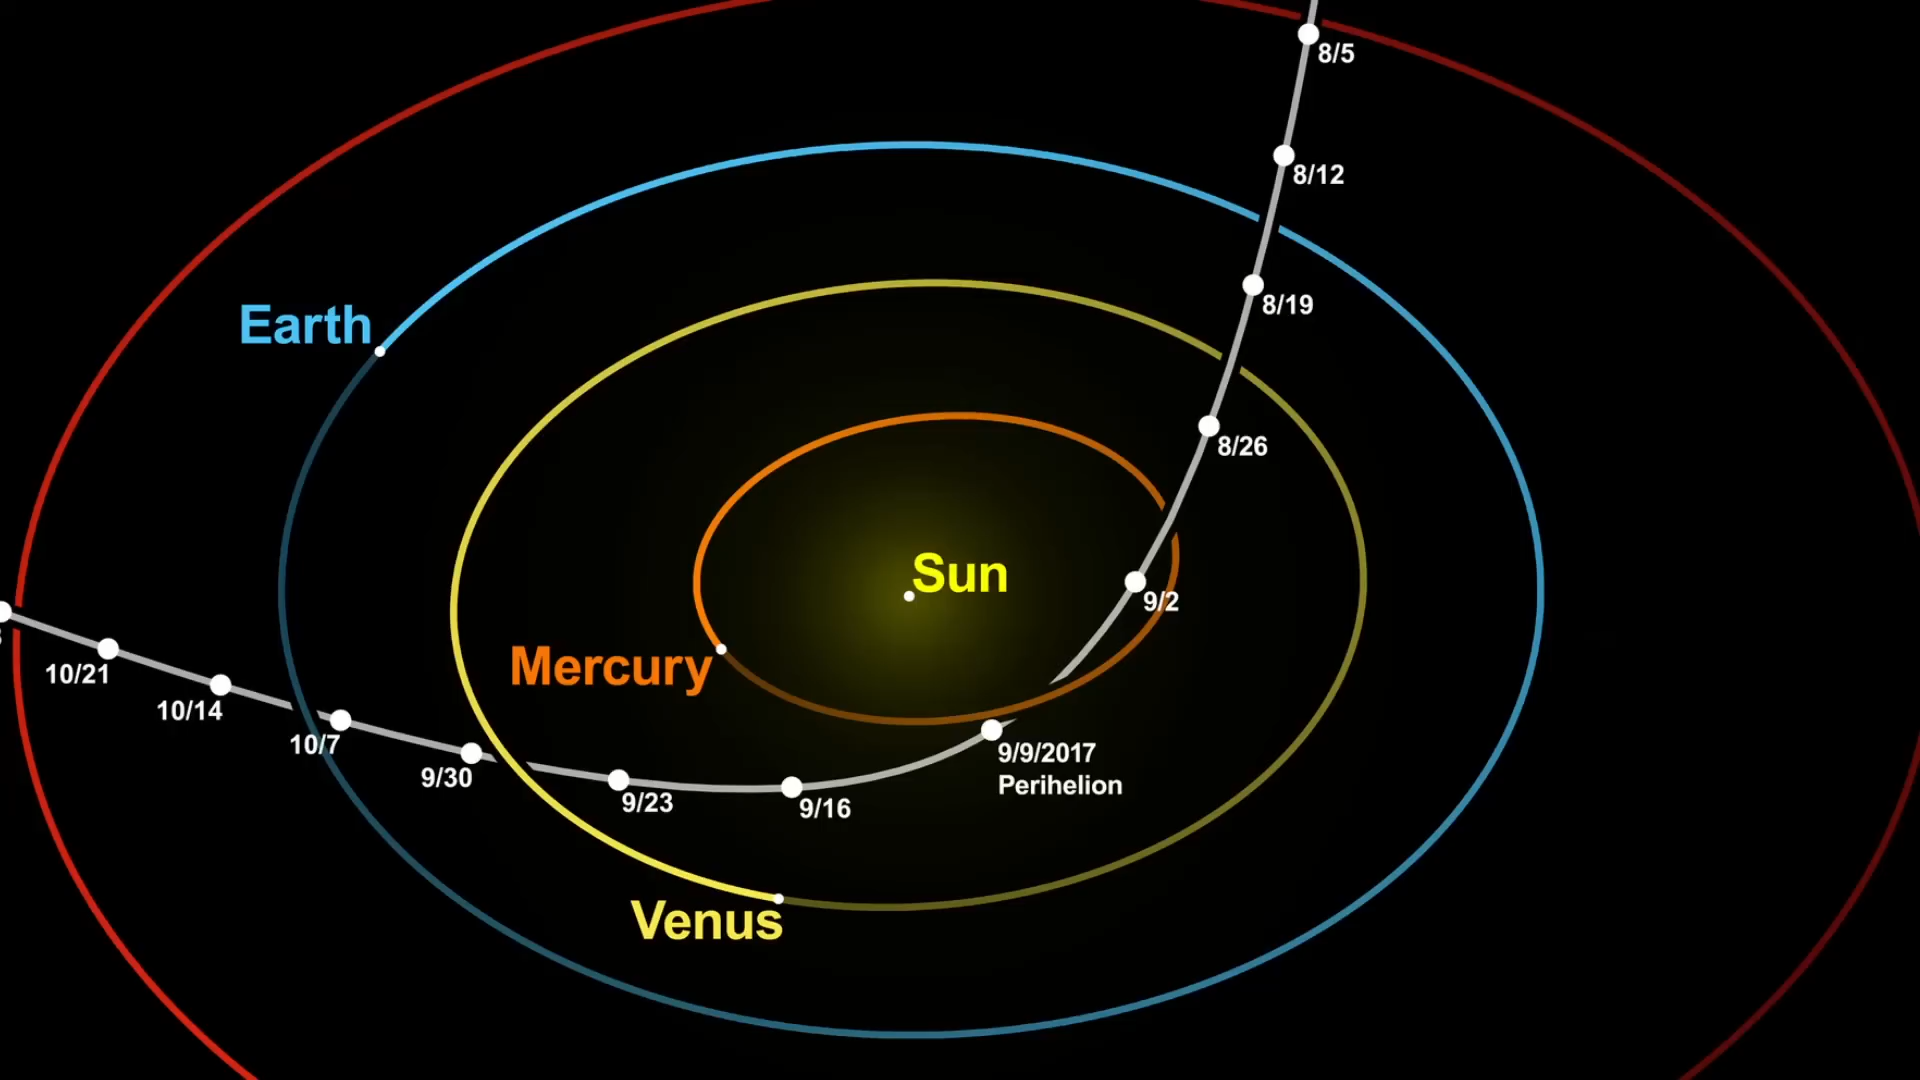 8/5
8/12
8/19
Earth
8/26
Sun
9/2
Mercury
10/21
10/14
10/7
9/30
9/23
9/16
9/9/2017
Perihelion
Venus